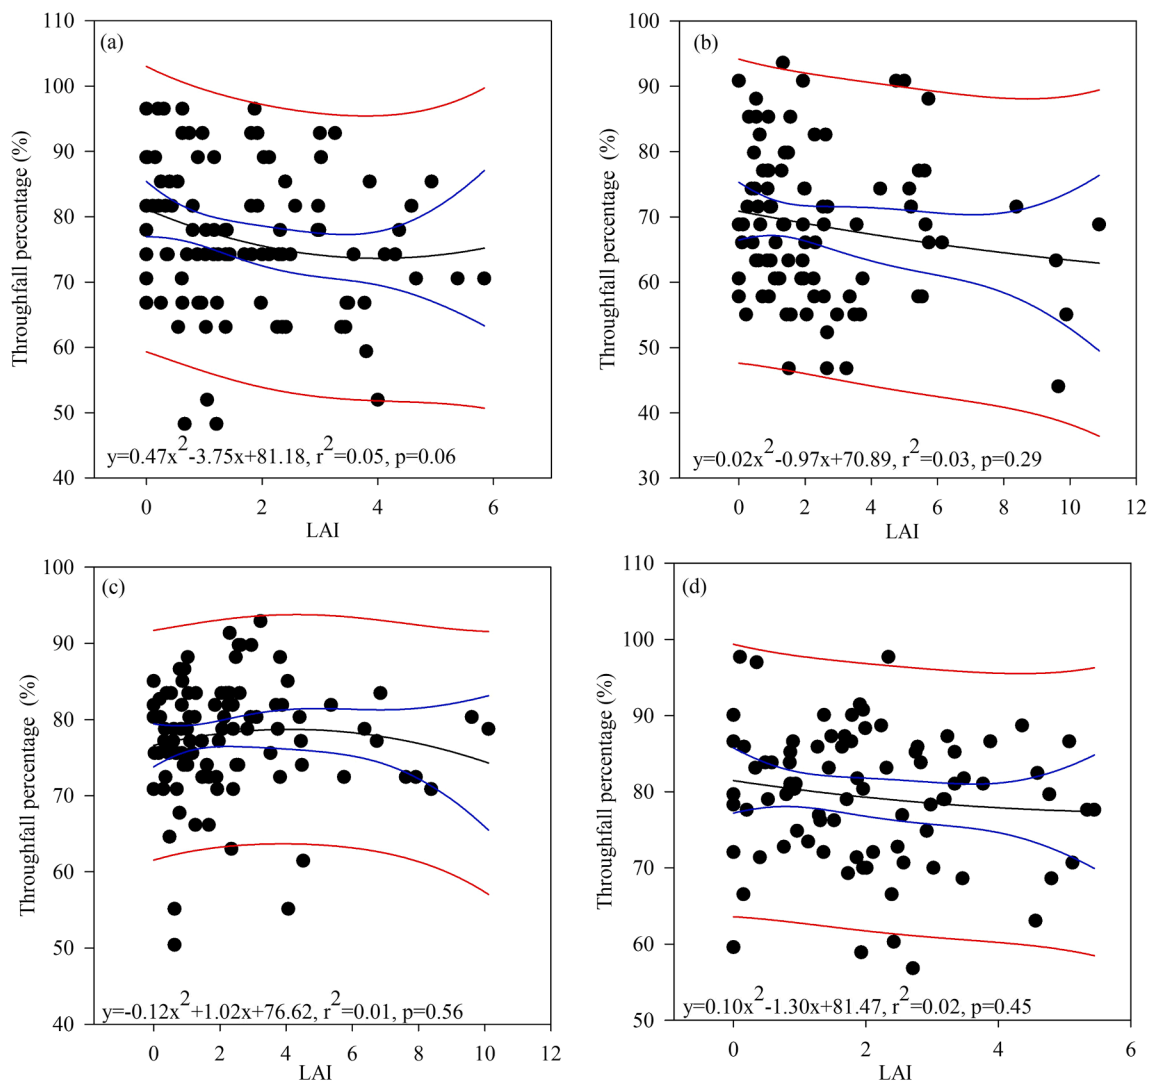 (a)
110
100
90
80
70
60
50
40
Throughfall percentage (%)
y=0.47x²-3.75x+81.18, r²=0.05, p=0.06
0 2 4 6
LAI
(b)
100
90
80
70
60
50
40
30
Throughfall percentage (%)
y=0.02x²-0.97x+70.89, r²=0.03, p=0.29
0 2 4 6 8 10 12
LAI
(c)
100
90
80
70
60
50
40
Throughfall percentage (%)
y=-0.12x²+1.02x+76.62, r²=0.01, p=0.56
0 2 4 6 8 10 12
LAI
(d)
110
100
90
80
70
60
50
Throughfall percentage (%)
y=0.10x²-1.30x+81.47, r²=0.02, p=0.45
0 2 4 6
LAI